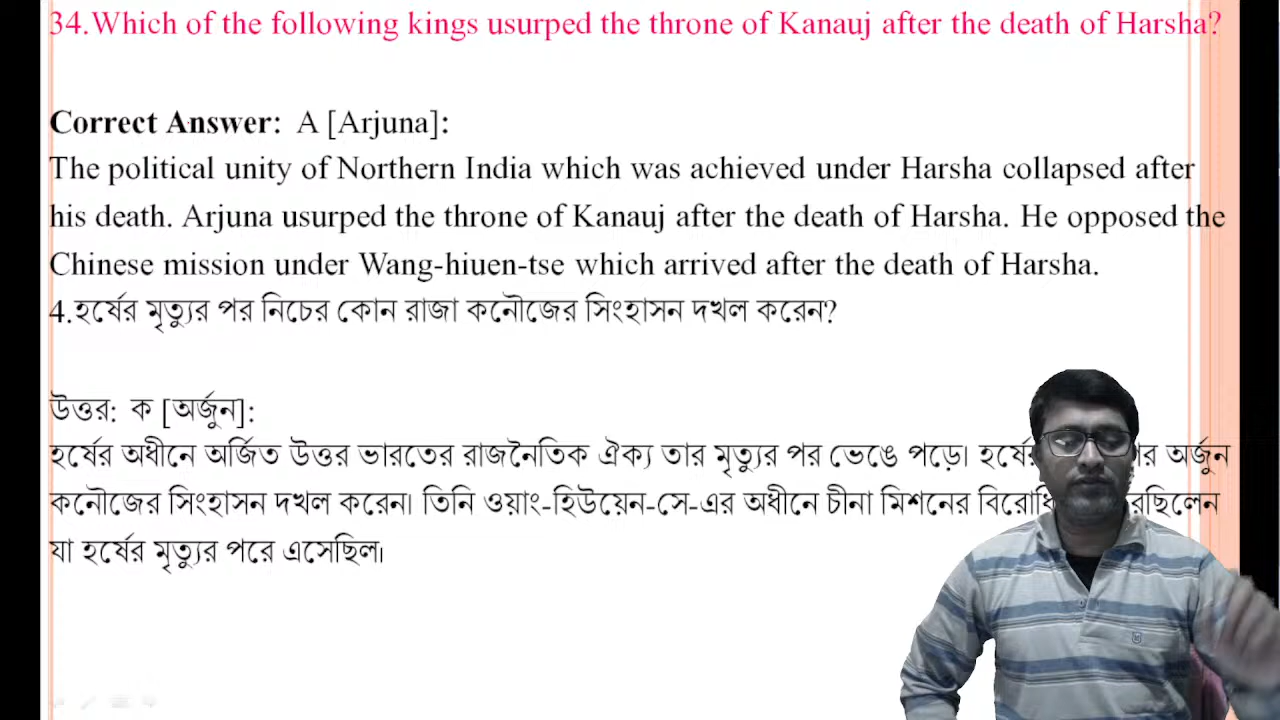 34.Which of the following kings usurped the throne of Kanauj after the death of Harsha?
Correct Answer: A [Arjuna]:
The political unity of Northern India which was achieved under Harsha collapsed after
his death. Arjuna usurped the throne of Kanauj after the death of Harsha. He opposed the
Chinese mission under Wang-hiuen-tse which arrived after the death of Harsha.
4.হর্ষের মৃত্যুর পর নিচের কোন রাজা কনৌজের সিংহাসন দখল করেন?
উত্তর: ক [অর্জুন]:
হর্ষের অধীনে অর্জিত উত্তর ভারতের রাজনৈতিক ঐক্য তার মৃত্যুর পর ভেঙে পড়ে। অর্জুন
কনৌজের সিংহাসন দখল করেন। তিনি ওয়াং-হিউয়েন-সে-এর অধীনে চীনা মিশনের
যা হর্ষের মৃত্যুর পরে এসেছিল।